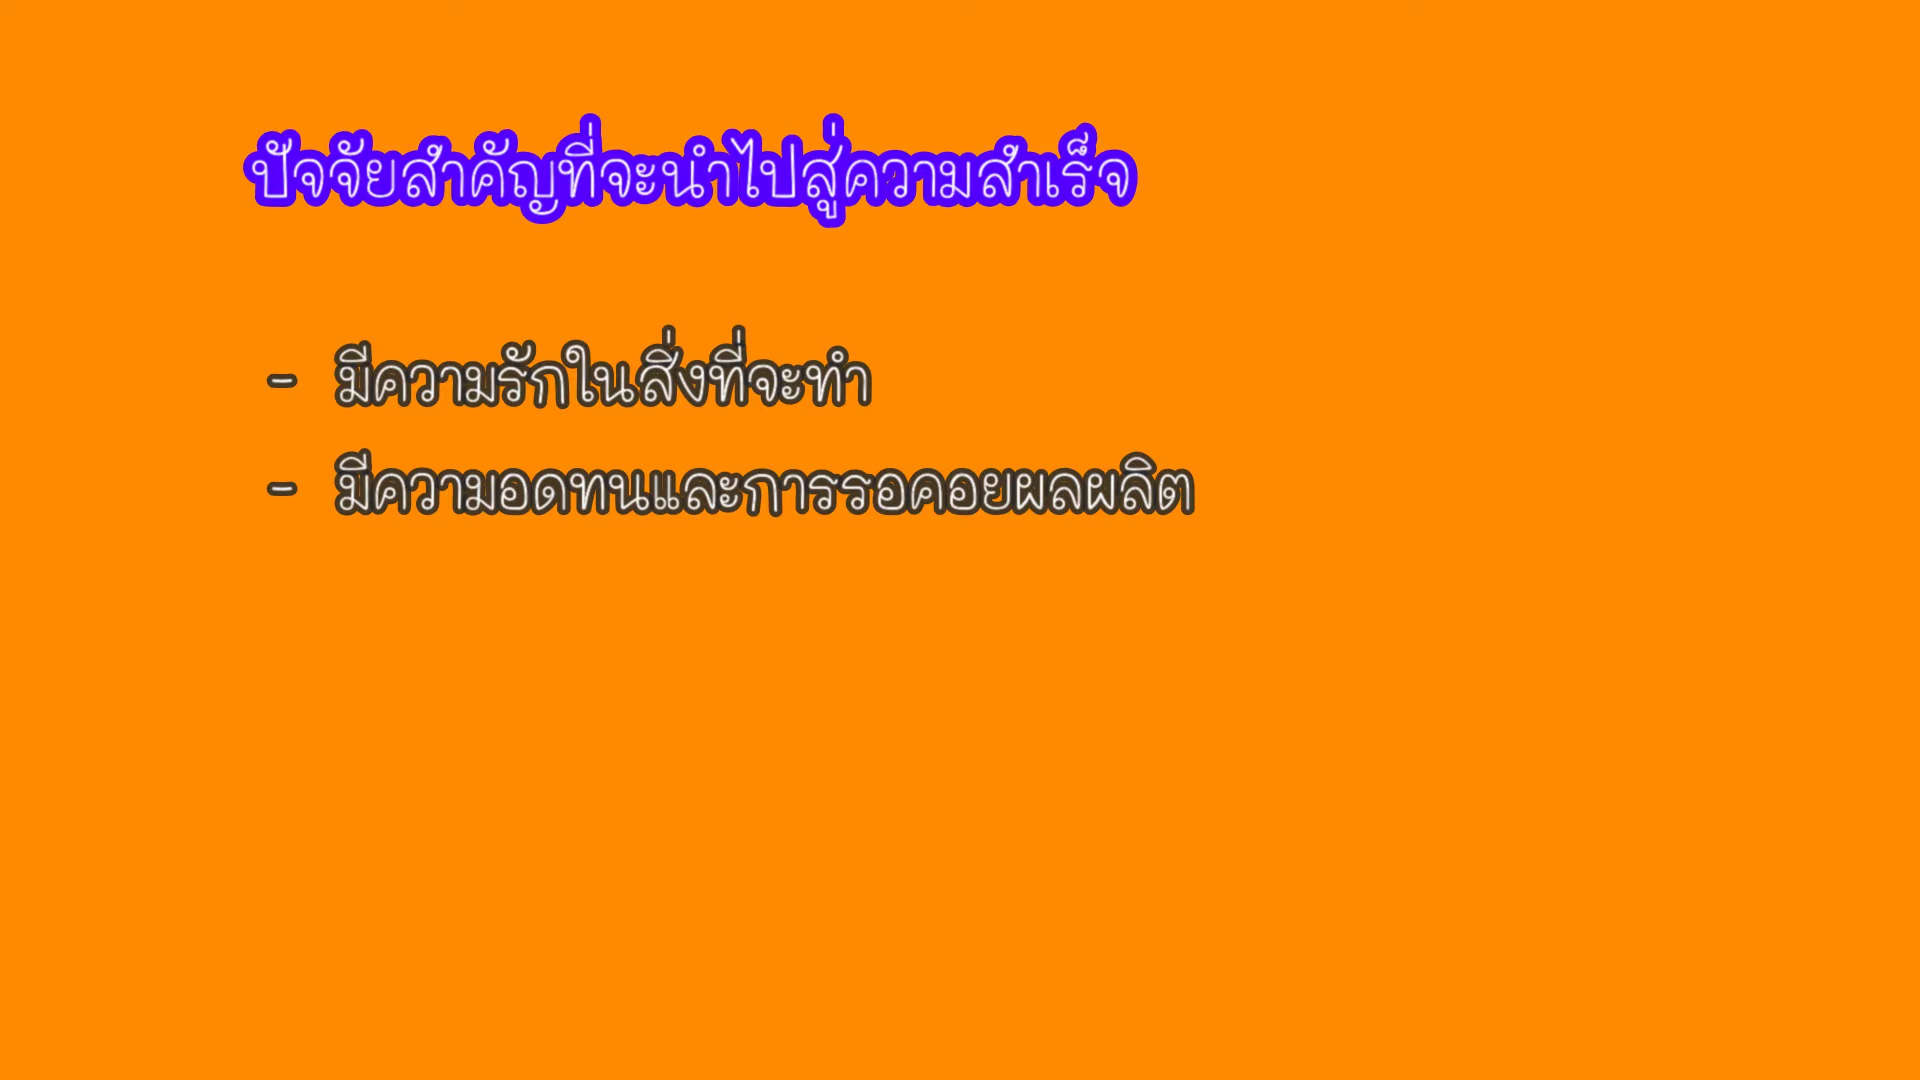 ปัจจัยสำคัญที่จะนำไปสู่ความสำเร็จ
- มีความรักในสิ่งที่จะทำ
- มีความอดทนและการรอคอยผลผลิต